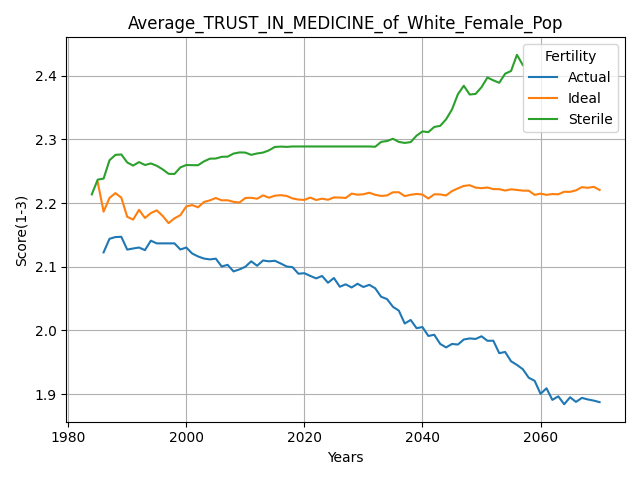 Average_TRUST_IN_MEDICINE_of_White_Female_Pop
Fertility
Actual
Ideal
Sterile
Score(1-3)
2.4
2.3
2.2
2.1
2.0
1.9
1980
2000
2020
2040
2060
Years